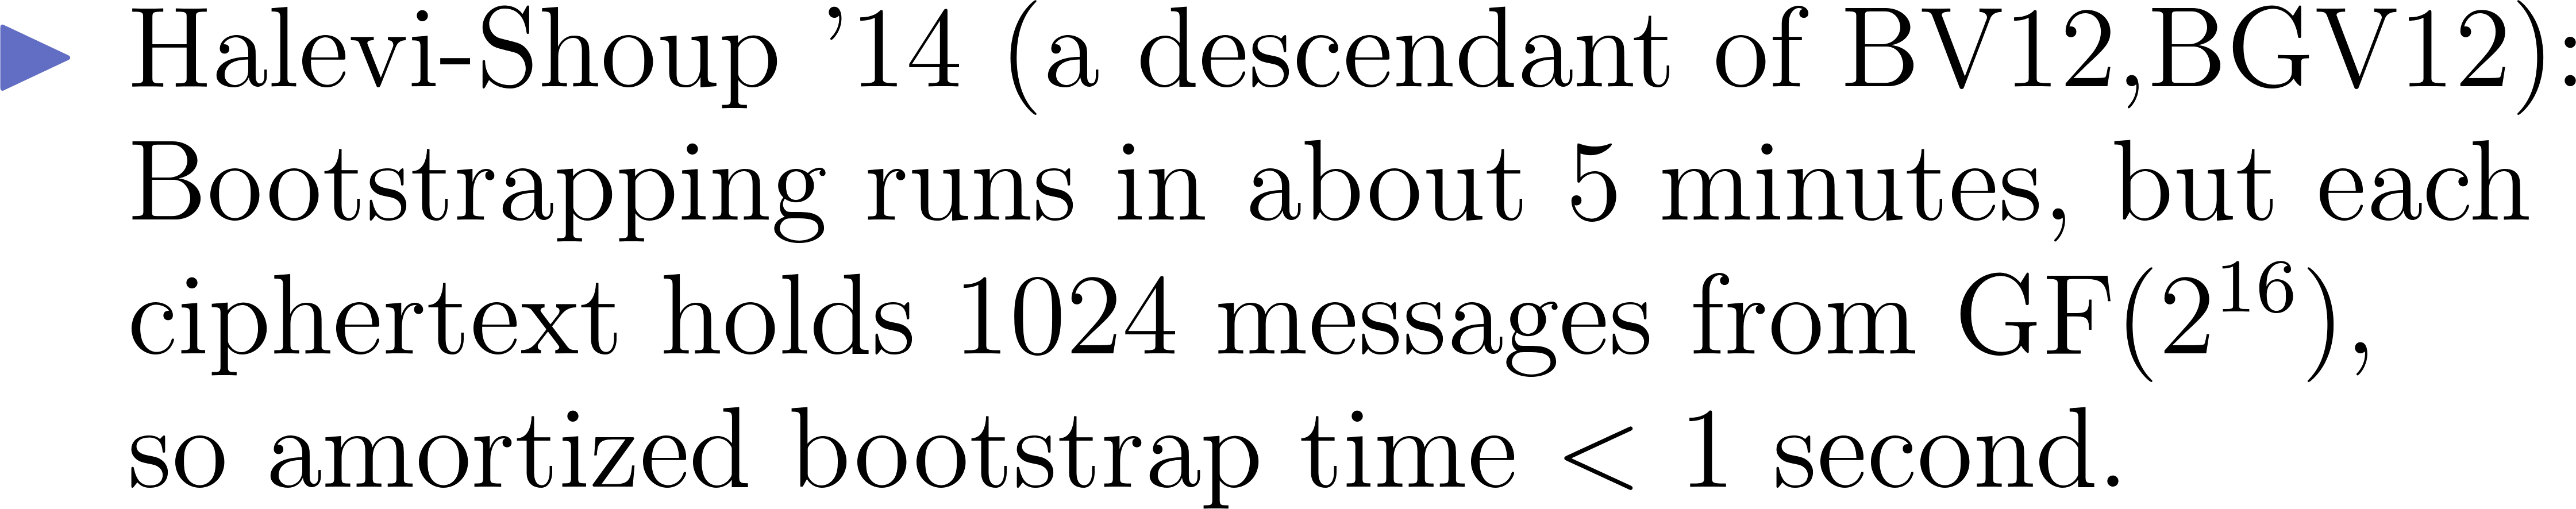 Halevi-Shoup ’14 (a descendant of BV12,BGV12):
Bootstrapping runs in about 5 minutes, but each
ciphertext holds 1024 messages from GF(2^16),
so amortized bootstrap time < 1 second.